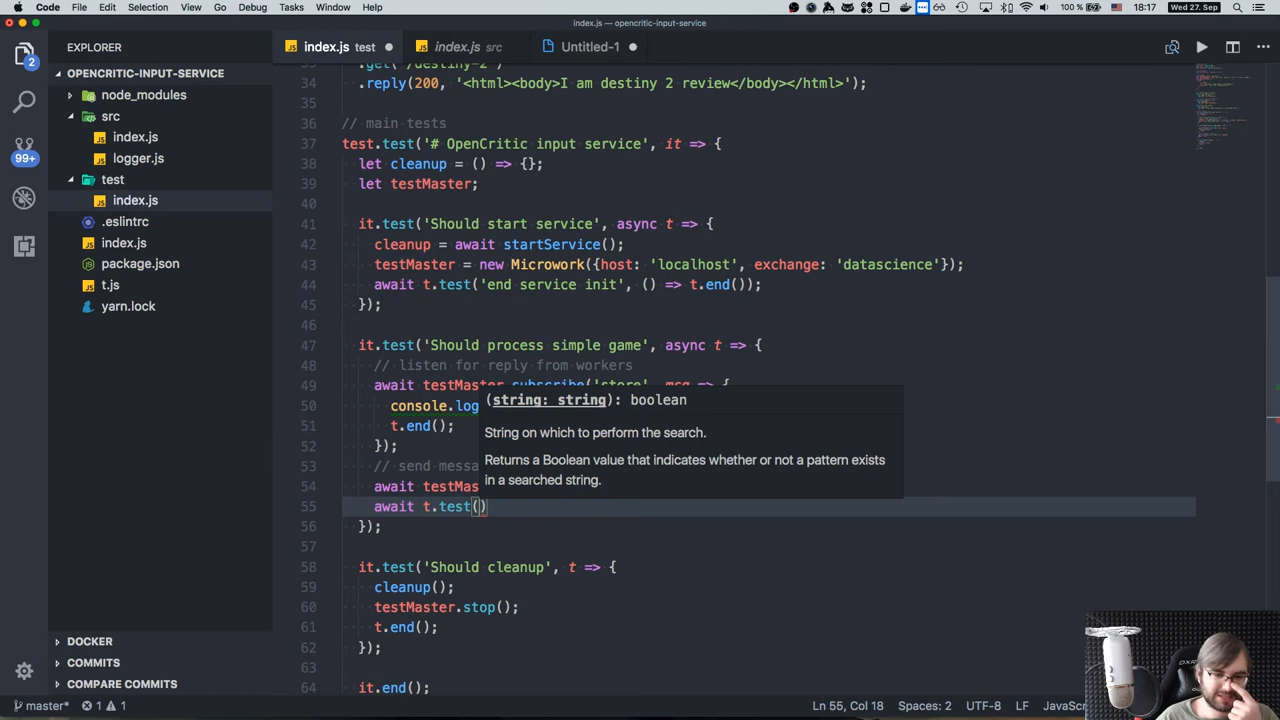 Code File Edit Selection View Go Debug Tasks Window Help 100 % 18:17 Wed 27. Sep
index.js — opencritic-input-service
EXPLORER
OPENCRITIC-INPUT-SERVICE
node_modules
src
index.js
logger.js
test
index.js
.eslintrc
index.js
package.json
t.js
yarn.lock
DOCKER
COMMITS
COMPARE COMMITS
2
99+
index.js test
index.js src
Untitled-1
.get('/destiny-2')
34 .reply(200, '<html><body>I am destiny 2 review</body></html>');
35
36 // main tests
37 test.test('# OpenCritic input service', it => {
38 let cleanup = () => {};
39 let testMaster;
40
41 it.test('Should start service', async t => {
42 cleanup = await startService();
43 testMaster = new Microwork({host: 'localhost', exchange: 'datascience'});
44 await t.test('end service init', () => t.end());
45 });
46
47 it.test('Should process simple game', async t => {
48 // listen for reply from workers
49 await testMaster.subscribe('store', msg => {
50 console.log
51 t.end();
52 });
53 // send messa
54 await testMas
55 await t.test()
56 });
57
58 it.test('Should cleanup', t => {
59 cleanup();
60 testMaster.stop();
61 t.end();
62 });
63
64 it.end();
(string: string): boolean
String on which to perform the search.
Returns a Boolean value that indicates whether or not a pattern exists
in a searched string.
master* 1 1 Ln 55, Col 18 Spaces: 2 UTF-8 LF JavaSc
DXR